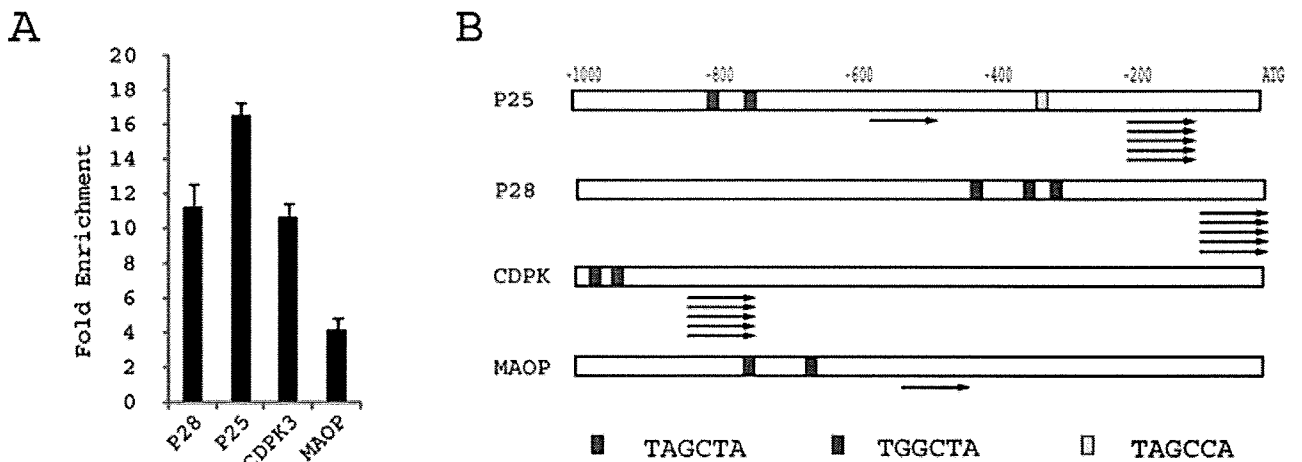 A
B
20
18
16
14
12
10
8
6
4
2
0
Fold Enrichment
P28
P25
CDPK3
MAOP
-1000
-800
-600
-400
-200
ATG
P25
P28
CDPK
MAOP
TAGCTA
TGGCTA
TAGCCA